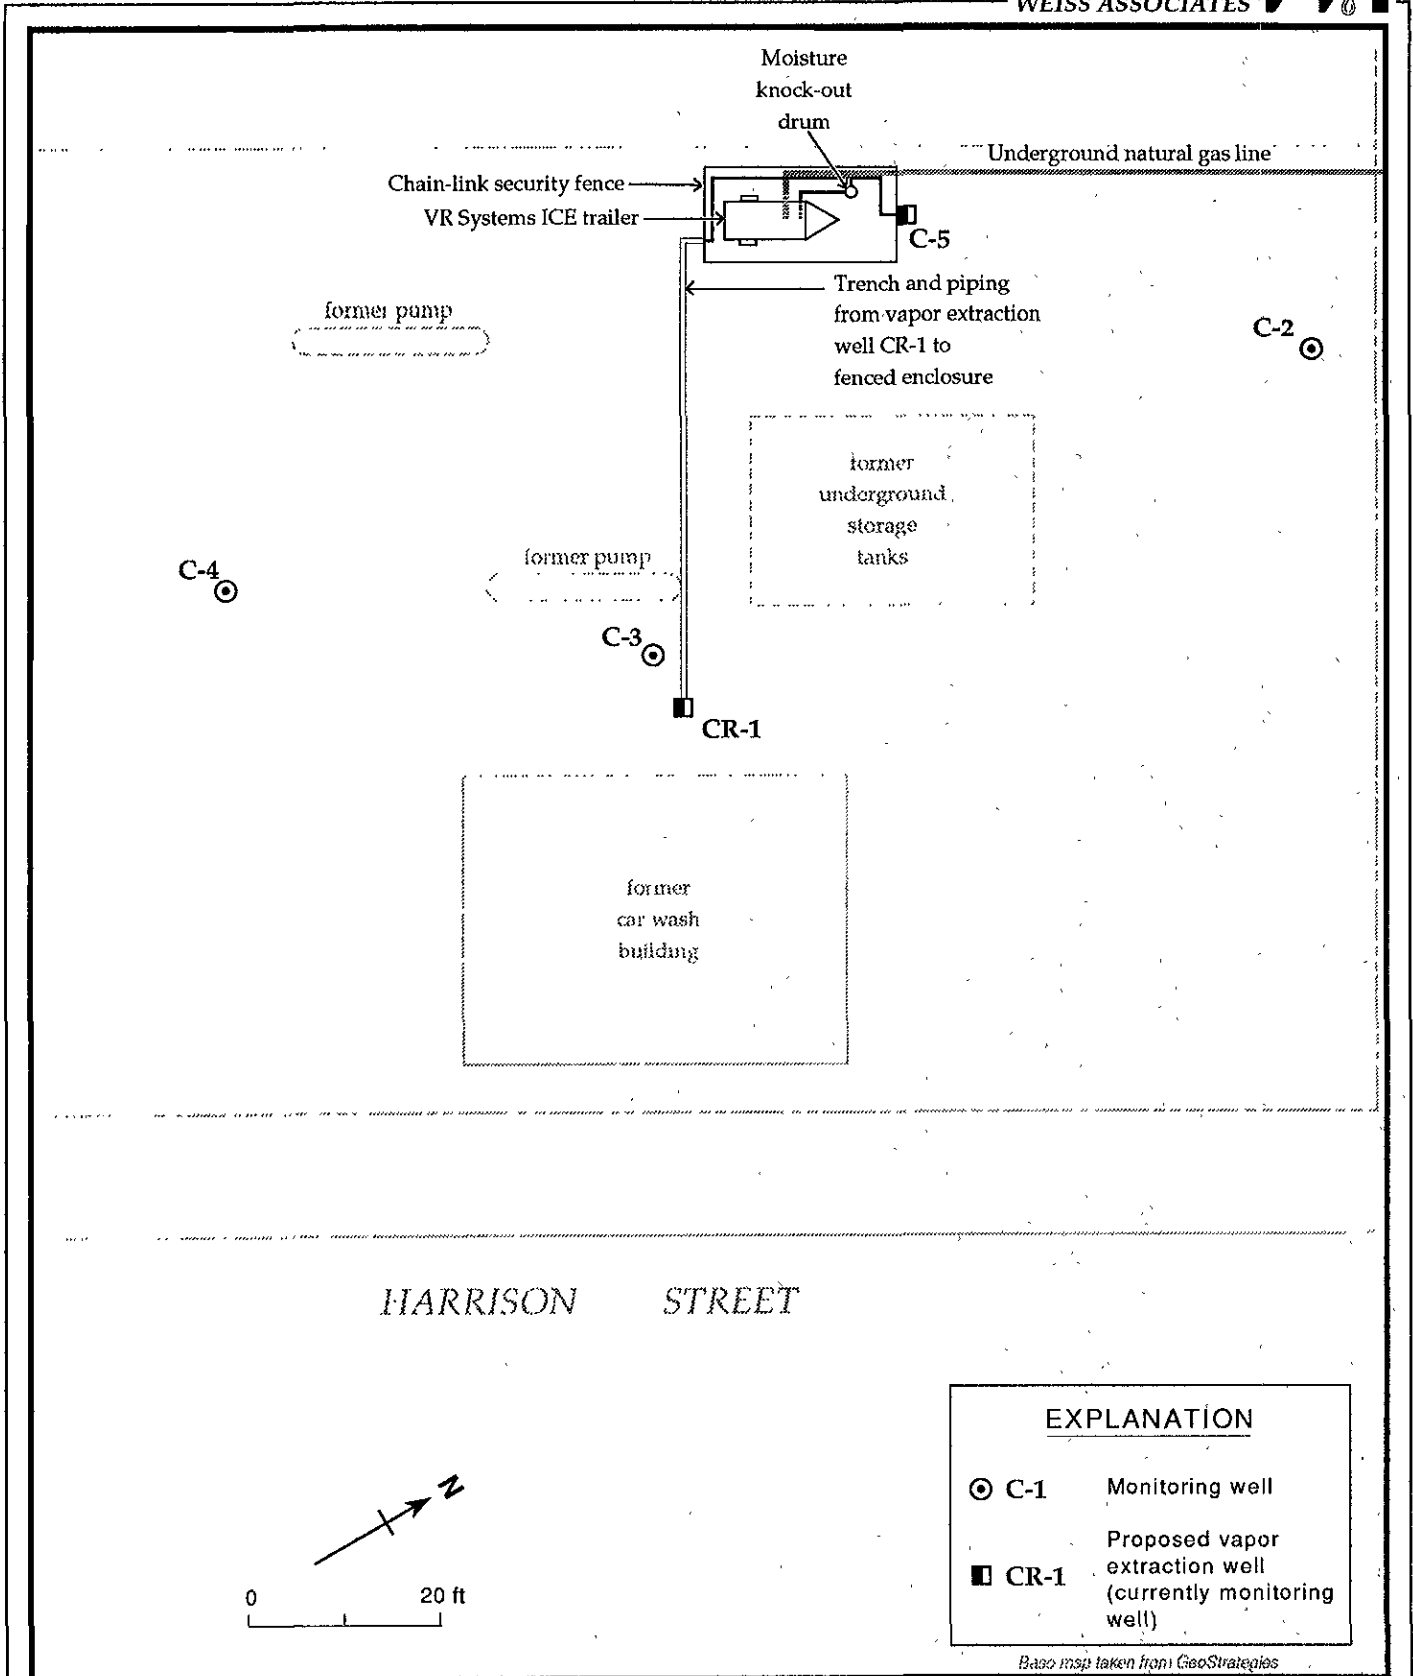 WEISS ASSOCIATES
Moisture
knock-out
drum
Underground natural gas line
Chain-link security fence
VR Systems ICE trailer
C-5
Trench and piping
from vapor extraction
well CR-1 to
fenced enclosure
former pump
C-2
former
underground
storage
tanks
former pump
C-4
C-3
CR-1
former
car wash
building
HARRISON STREET
N
0 20 ft
EXPLANATION
C-1 Monitoring well
CR-1 Proposed vapor
extraction well
(currently monitoring
well)
Base map taken from GeoStrategies